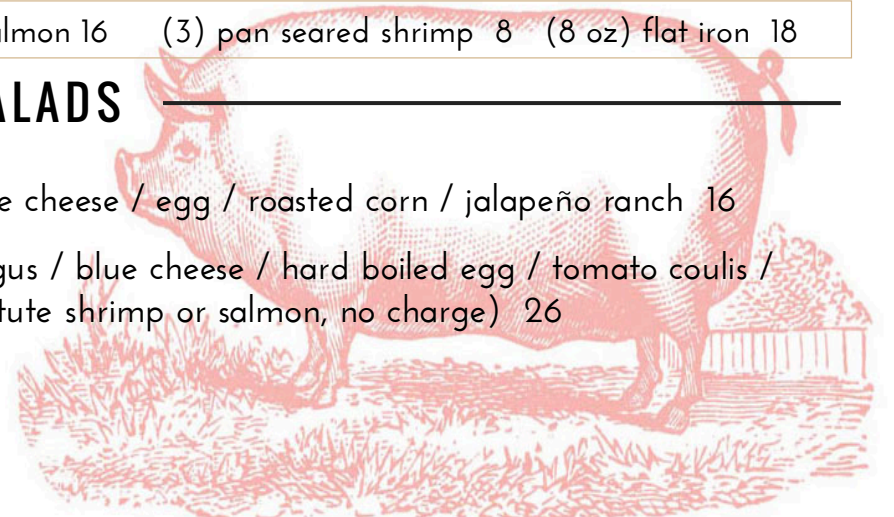 almon 16 (3) pan seared shrimp 8 (8 oz) flat iron 18
ALADS
e cheese / egg / roasted corn / jalapeño ranch 16
gus / blue cheese / hard boiled egg / tomato coulis /
tute shrimp or salmon, no charge) 26